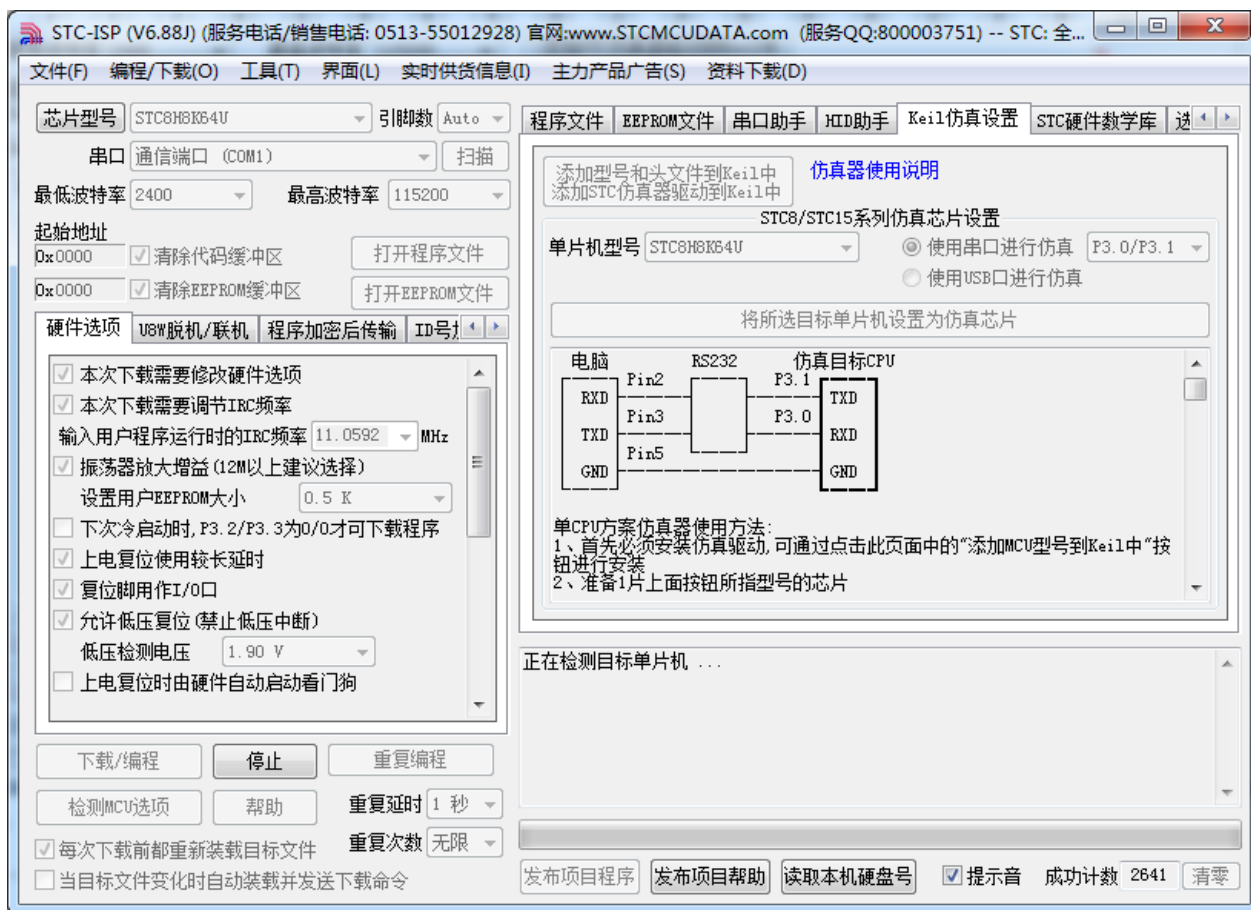 STC-ISP (V6.88J) (服务电话/销售电话: 0513-55012928) 官网:www.STCMCUDATA.com (服务QQ:800003751) -- STC: 全...
文件(F) 编程/下载(O) 工具(T) 界面(L) 实时供货信息(I) 主力产品广告(S) 资料下载(D)
芯片型号 STC8H8K64U 引脚数 Auto
串口 通信端口 (COM1) 扫描
最低波特率 2400 最高波特率 115200
起始地址
0x0000 清除代码缓冲区 打开程序文件
0x0000 清除EEPROM缓冲区 打开EEPROM文件
硬件选项 U8W脱机/联机 程序加密后传输 ID号
本次下载需要修改硬件选项
本次下载需要调节IRC频率
输入用户程序运行时的IRC频率 11.0592 MHz
振荡器放大增益(12M以上建议选择)
设置用户EEPROM大小 0.5 K
下次冷启动时,P3.2/P3.3为0/0才可下载程序
上电复位使用较长延时
复位脚用作I/O口
允许低压复位(禁止低压中断)
低压检测电压 1.90 V
上电复位时由硬件自动启动看门狗
下载/编程 停止 重复编程
检测MCU选项 帮助 重复延时 1 秒
每次下载前都重新装载目标文件 重复次数 无限
当目标文件变化时自动装载并发送下载命令
程序文件 EEPROM文件 串口助手 HID助手 Keil仿真设置 STC硬件数学库 选
添加型号和头文件到Keil中
添加STC仿真器驱动到Keil中
仿真器使用说明
STC8/STC15系列仿真芯片设置
单片机型号 STC8H8K64U 使用串口进行仿真 P3.0/P3.1
使用USB口进行仿真
将所选目标单片机设置为仿真芯片
电脑 RS232 仿真目标CPU
Pin2 P3.1
RXD TXD
Pin3 P3.0
TXD RXD
Pin5
GND GND
单CPU方案仿真器使用方法:
1、首先必须安装仿真驱动,可通过点击此页面中的"添加MCU型号到Keil中"按
钮进行安装
2、准备1片上面按钮所指型号的芯片
正在检测目标单片机 ...
发布项目程序 发布项目帮助 读取本机硬盘号 提示音 成功计数 2641 清零